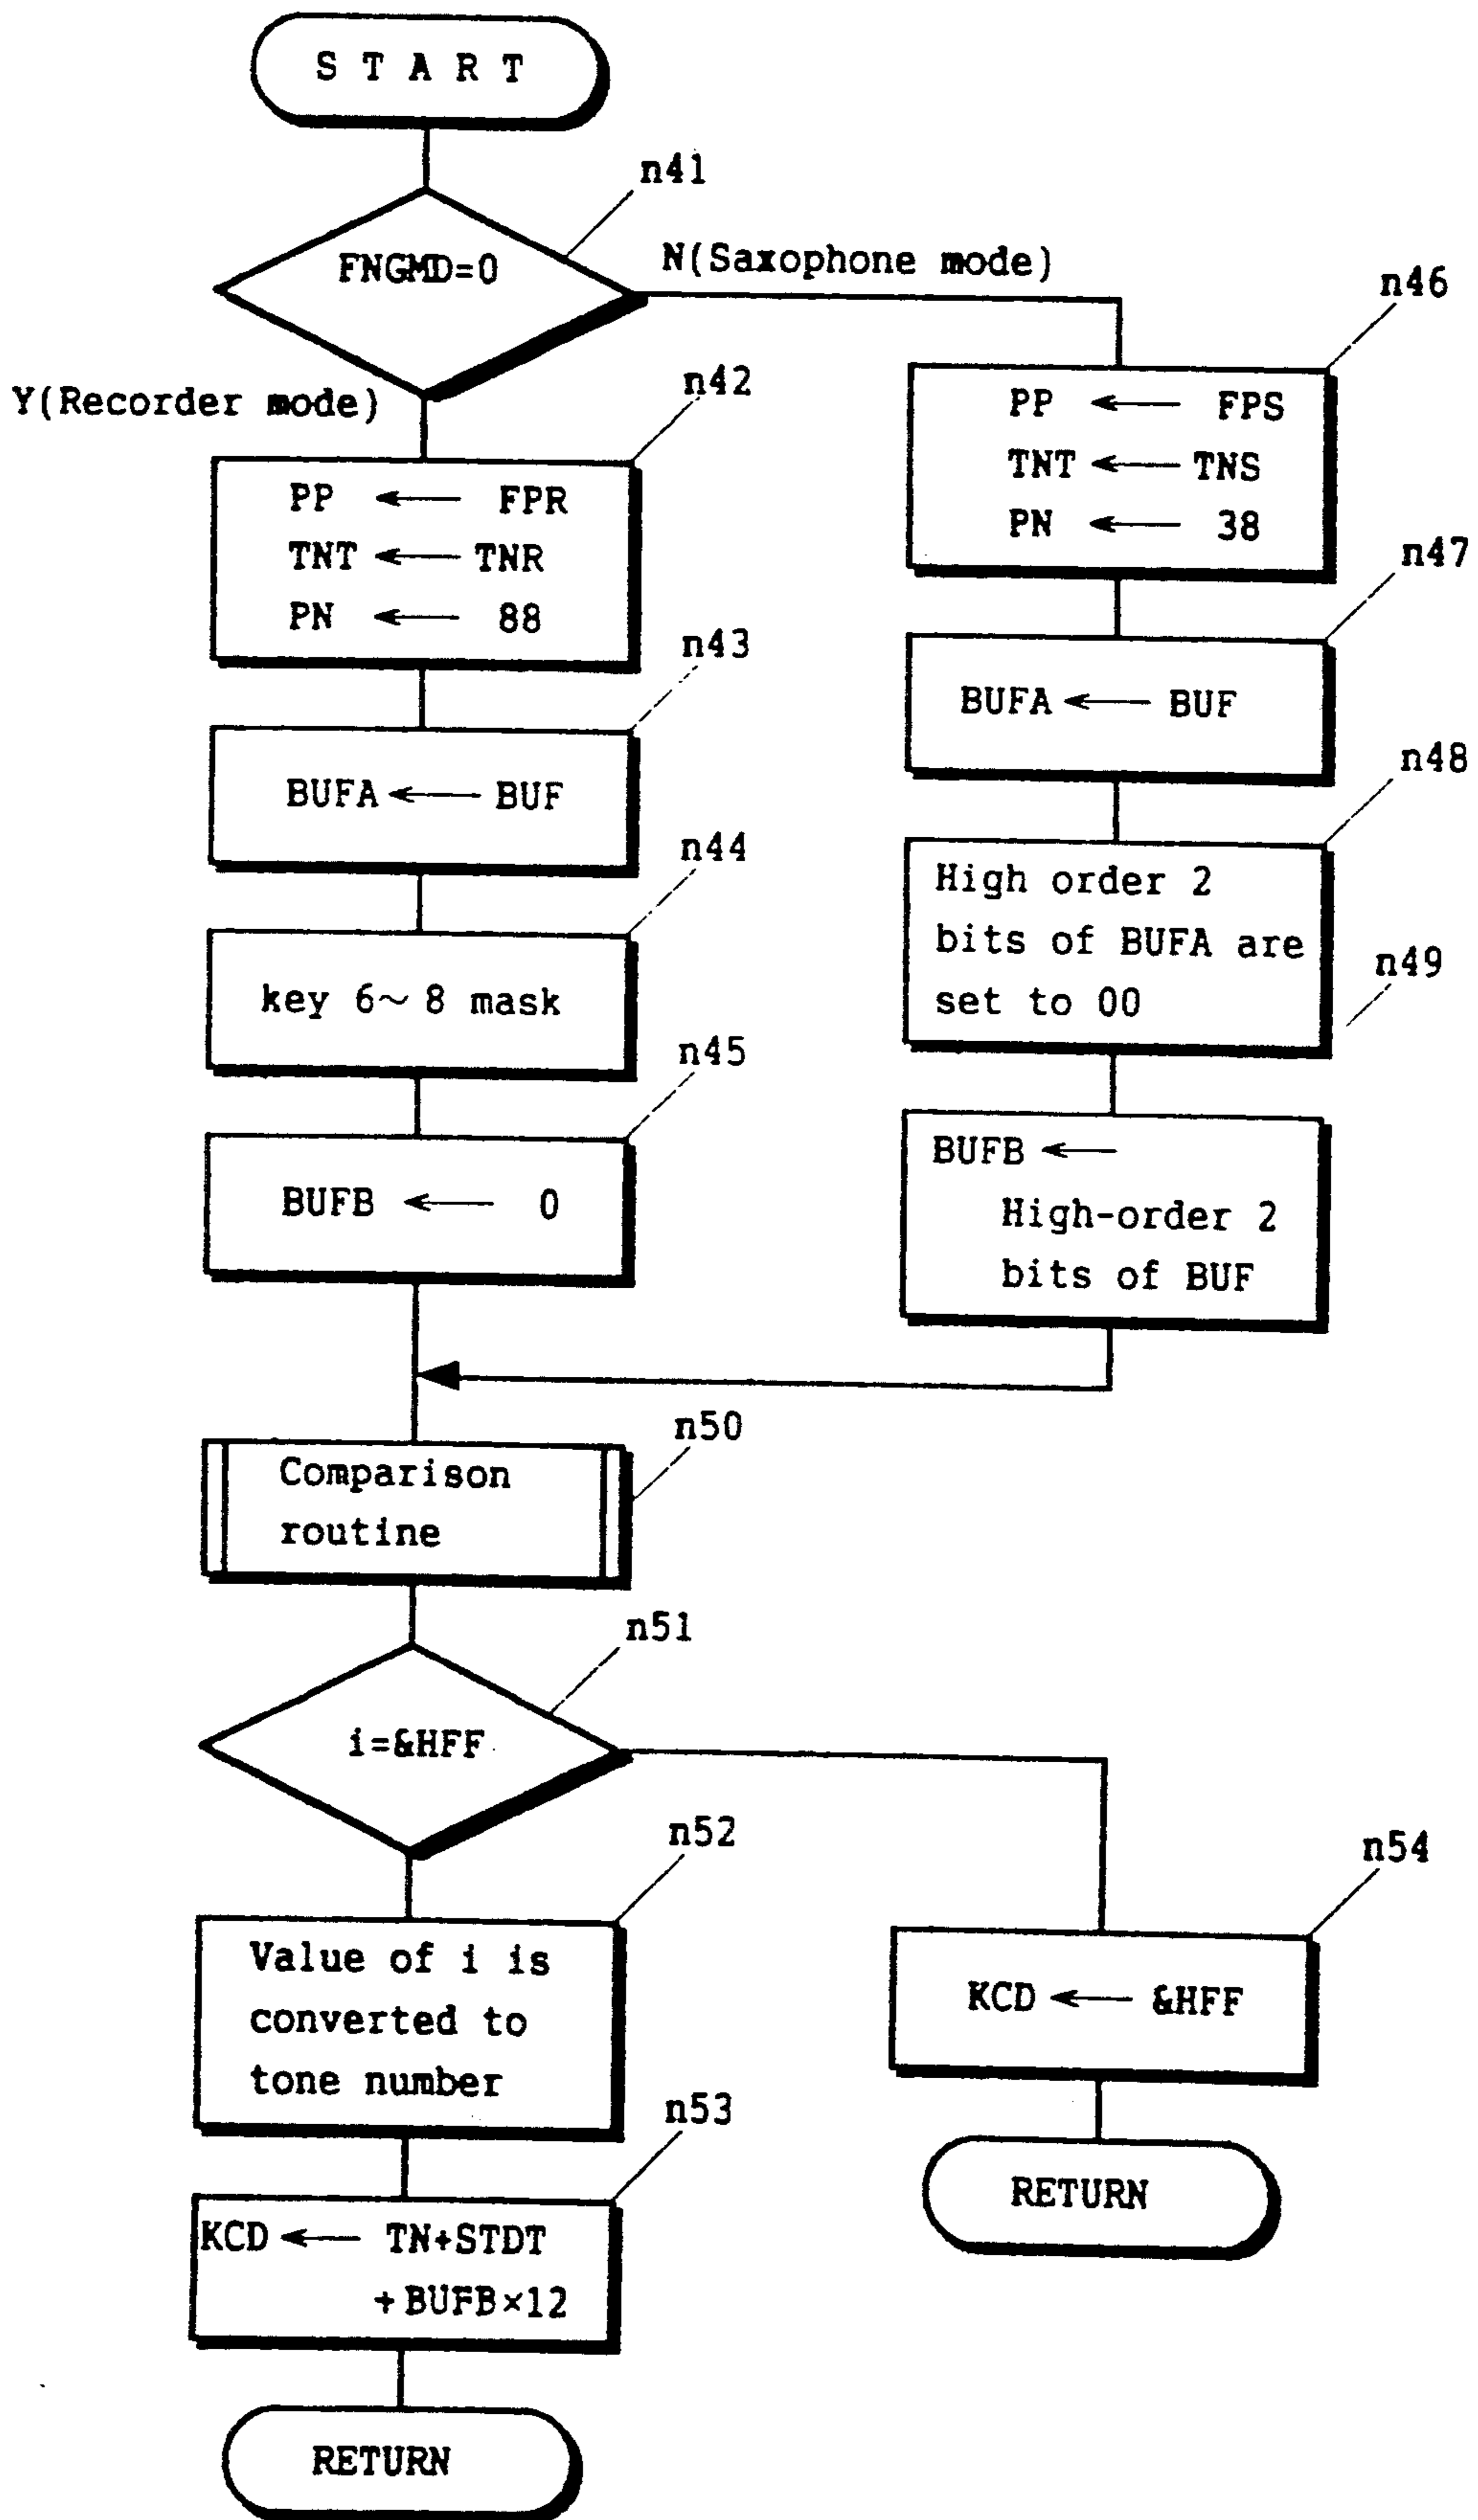 START
n41
FNGMD=0
N(Saxophone mode)
Y(Recorder mode)
n42
PP ← FPR
TNT ← TNR
PN ← 88
n43
BUFA ← BUF
n44
key 6~8 mask
n45
BUFB ← 0
n46
PP ← FPS
TNT ← TNS
PN ← 38
n47
BUFA ← BUF
n48
High order 2
bits of BUFA are
set to 00
n49
BUFB ←
High-order 2
bits of BUF
n50
Comparison
routine
n51
i=&HFF
n52
Value of i is
converted to
tone number
n53
KCD ← TN+STDT
+BUFB×12
RETURN
n54
KCD ← &HFF
RETURN